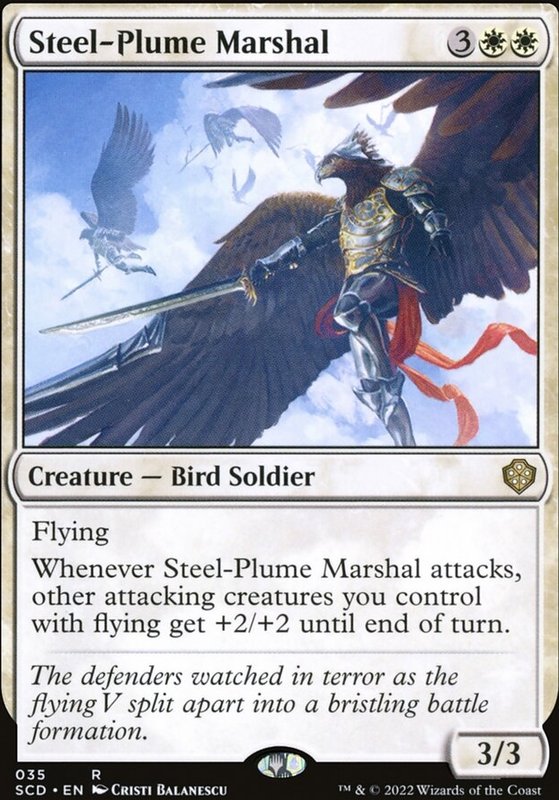 Steel-Plume Marshal 3
Creature — Bird Soldier
Flying
Whenever Steel-Plume Marshal attacks,
other attacking creatures you control
with flying get +2/+2 until end of turn.
The defenders watched in terror as the
flying V split apart into a bristling battle
formation.
3/3
035 R
SCD • EN Cristi Balanescu
™ & © 2022 Wizards of the Coast